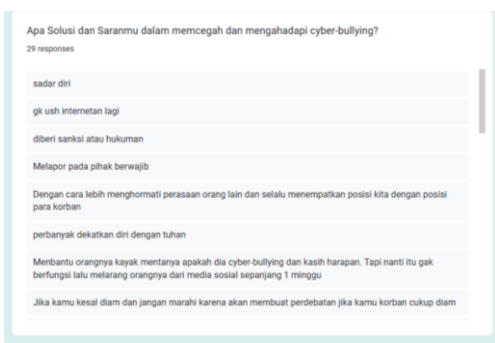 Apa Solusi dan Saranmu dalam memcegah dan mengahadapi cyber-bullying?
29 responses
sadar diri
gk ush internetan lagi
diberi sanksi atau hukuman
Melapor pada pihak berwajib
Dengan cara lebih menghormati perasaan orang lain dan selalu menempatkan posisi kita dengan posisi
para korban
perbanyak dekatkan diri dengan tuhan
Menbantu orangnya kayak mentanya apakah dia cyber-bullying dan kasih harapan. Tapi nanti itu gak
berfungsi lalu melarang orangnya dari media sosial sepanjang 1 minggu
Jika kamu kesal diam dan jangan marahi karena akan membuat perdebatan jika kamu korban cukup diam